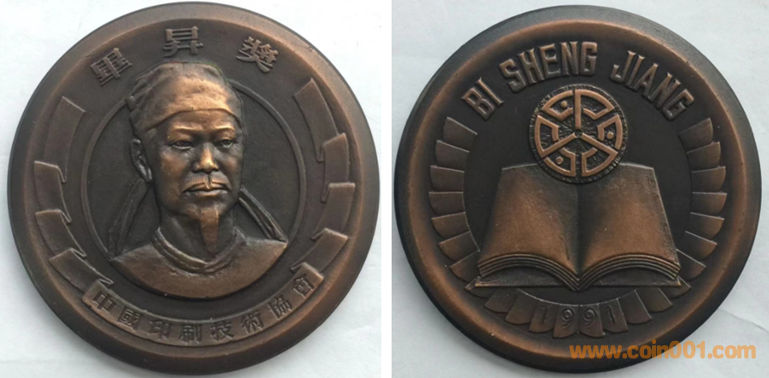 畢昇獎
中國印刷技術協會
BI SHENG JIANG
1991
www.coin001.com